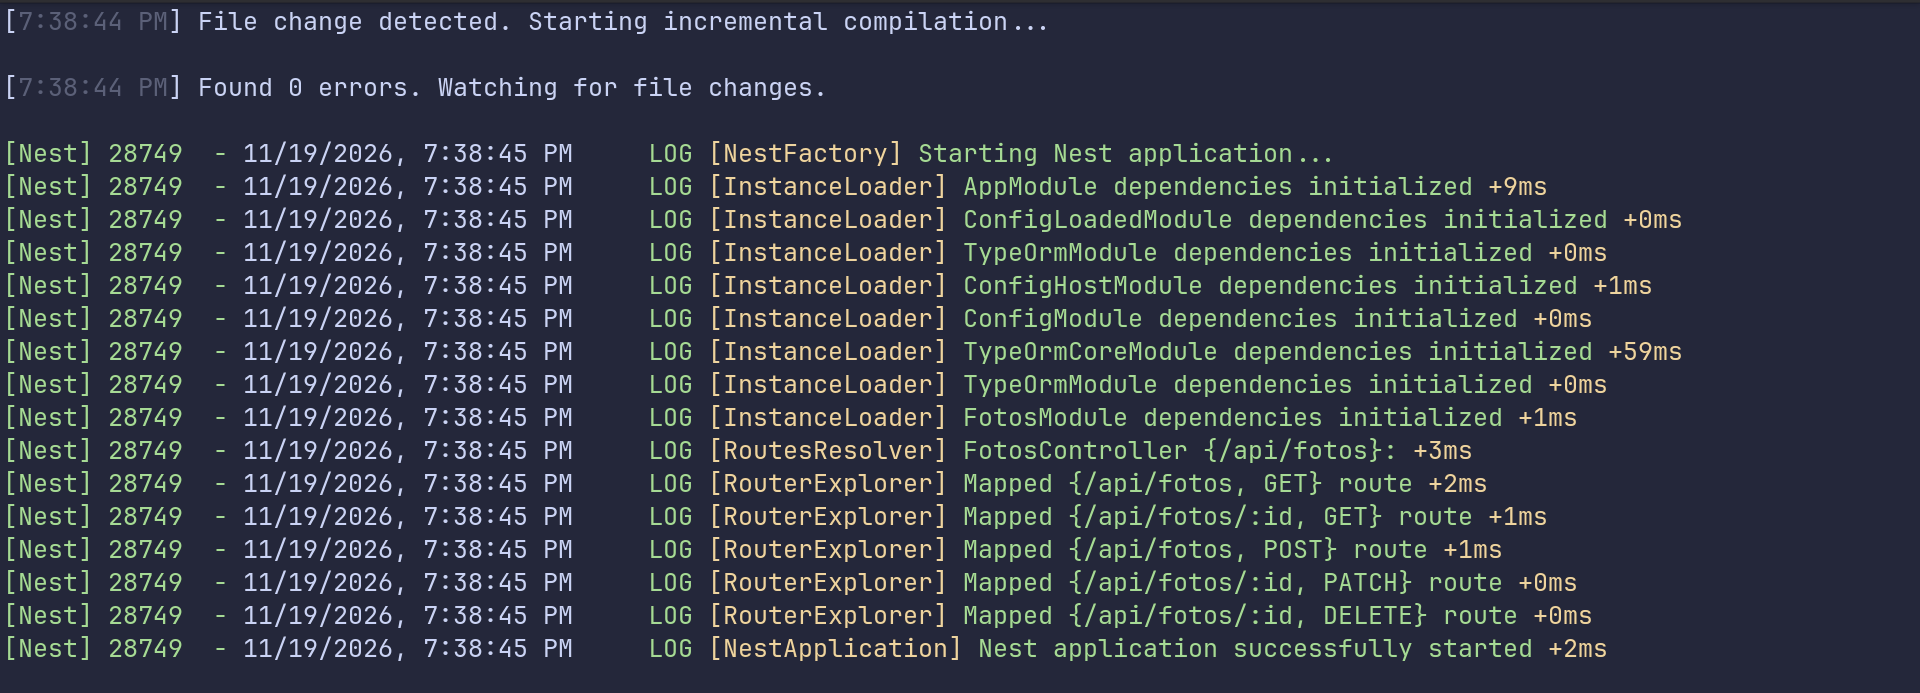 [7:38:44 PM] File change detected. Starting incremental compilation...
[7:38:44 PM] Found 0 errors. Watching for file changes.
[Nest] 28749  - 11/19/2026, 7:38:45 PM     LOG [NestFactory] Starting Nest application...
[Nest] 28749  - 11/19/2026, 7:38:45 PM     LOG [InstanceLoader] AppModule dependencies initialized +9ms
[Nest] 28749  - 11/19/2026, 7:38:45 PM     LOG [InstanceLoader] ConfigLoadedModule dependencies initialized +0ms
[Nest] 28749  - 11/19/2026, 7:38:45 PM     LOG [InstanceLoader] TypeOrmModule dependencies initialized +0ms
[Nest] 28749  - 11/19/2026, 7:38:45 PM     LOG [InstanceLoader] ConfigHostModule dependencies initialized +1ms
[Nest] 28749  - 11/19/2026, 7:38:45 PM     LOG [InstanceLoader] ConfigModule dependencies initialized +0ms
[Nest] 28749  - 11/19/2026, 7:38:45 PM     LOG [InstanceLoader] TypeOrmCoreModule dependencies initialized +59ms
[Nest] 28749  - 11/19/2026, 7:38:45 PM     LOG [InstanceLoader] TypeOrmModule dependencies initialized +0ms
[Nest] 28749  - 11/19/2026, 7:38:45 PM     LOG [InstanceLoader] FotosModule dependencies initialized +1ms
[Nest] 28749  - 11/19/2026, 7:38:45 PM     LOG [RoutesResolver] FotosController {/api/fotos}: +3ms
[Nest] 28749  - 11/19/2026, 7:38:45 PM     LOG [RouterExplorer] Mapped {/api/fotos, GET} route +2ms
[Nest] 28749  - 11/19/2026, 7:38:45 PM     LOG [RouterExplorer] Mapped {/api/fotos/:id, GET} route +1ms
[Nest] 28749  - 11/19/2026, 7:38:45 PM     LOG [RouterExplorer] Mapped {/api/fotos, POST} route +1ms
[Nest] 28749  - 11/19/2026, 7:38:45 PM     LOG [RouterExplorer] Mapped {/api/fotos/:id, PATCH} route +0ms
[Nest] 28749  - 11/19/2026, 7:38:45 PM     LOG [RouterExplorer] Mapped {/api/fotos/:id, DELETE} route +0ms
[Nest] 28749  - 11/19/2026, 7:38:45 PM     LOG [NestApplication] Nest application successfully started +2ms